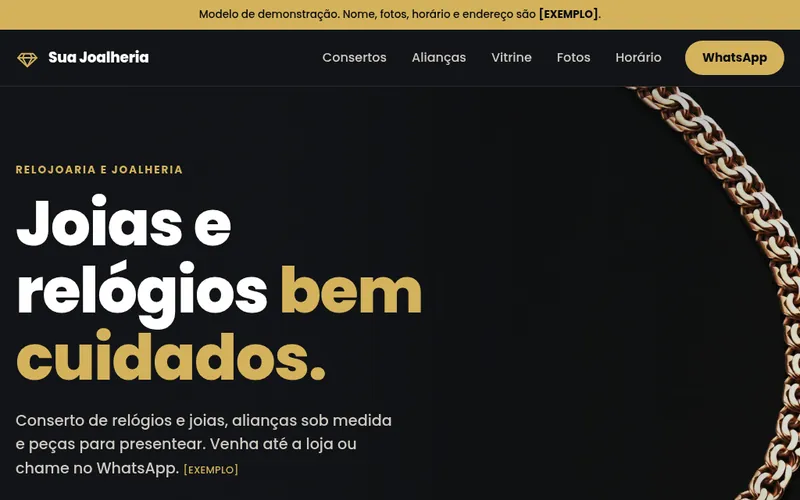 Modelo de demonstração. Nome, fotos, horário e endereço são [EXEMPLO].
Sua Joalheria
Consertos
Alianças
Vitrine
Fotos
Horário
WhatsApp
RELOJOARIA E JOALHERIA
Joias e
relógios bem
cuidados.
Conserto de relógios e joias, alianças sob medida
e peças para presentear. Venha até a loja ou
chame no WhatsApp. [EXEMPLO]